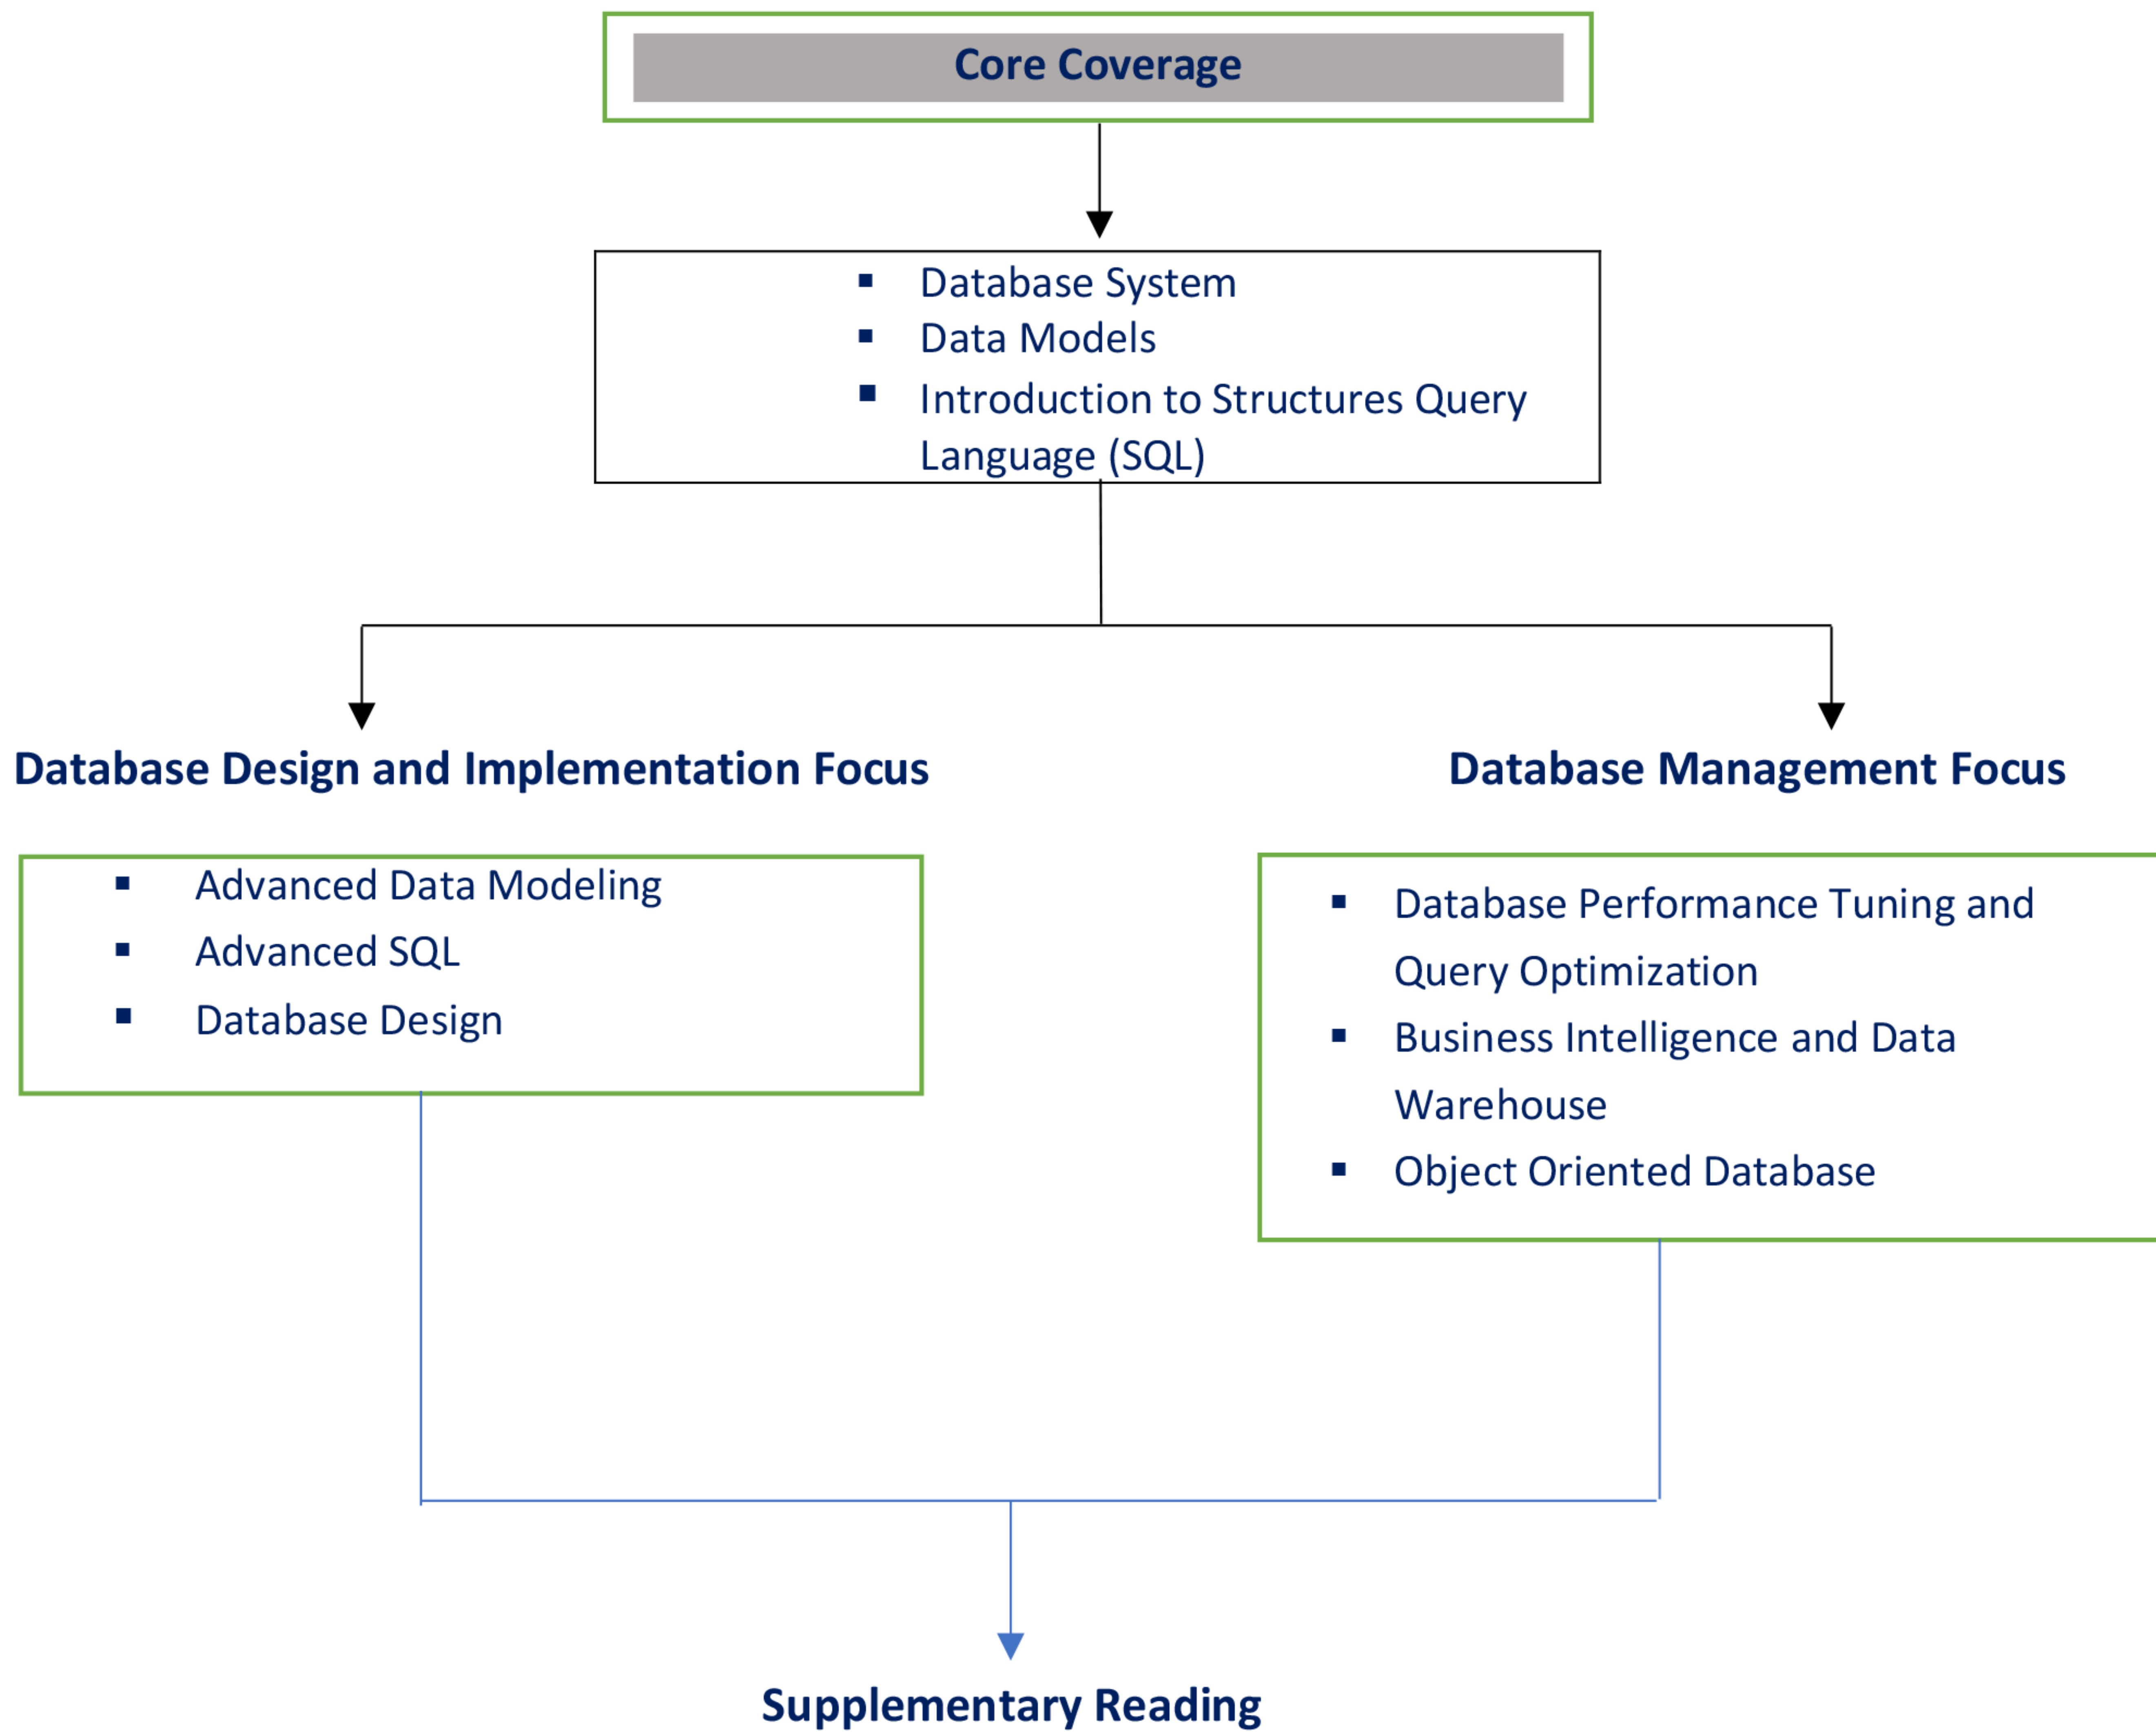 Core Coverage
▪ Database System
▪ Data Models
▪ Introduction to Structures Query
Language (SQL)
Database Design and Implementation Focus
▪ Advanced Data Modeling
▪ Advanced SQL
▪ Database Design
Database Management Focus
▪ Database Performance Tuning and
Query Optimization
▪ Business Intelligence and Data
Warehouse
▪ Object Oriented Database
Supplementary Reading